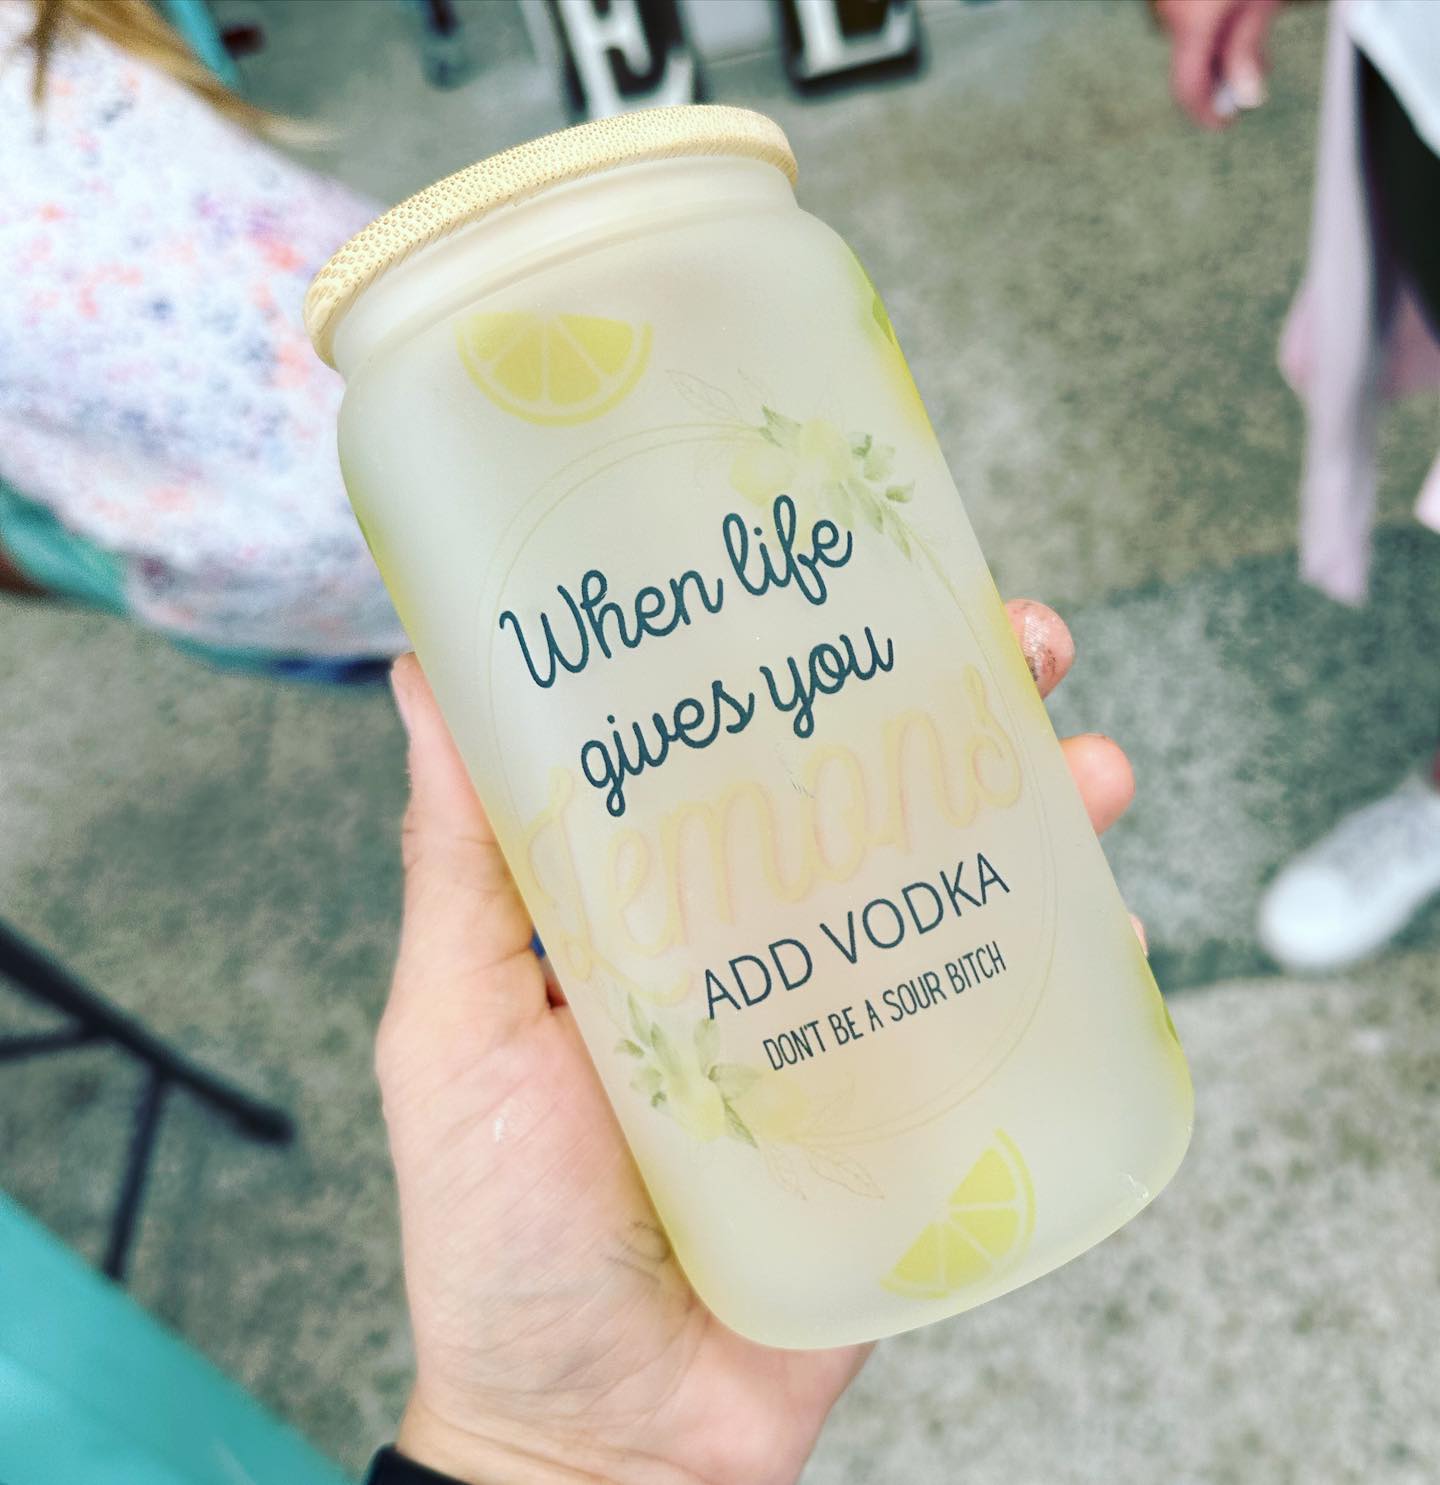 E E
When life
gives you
Lemons
ADD VODKA
DON'T BE A SOUR BITCH